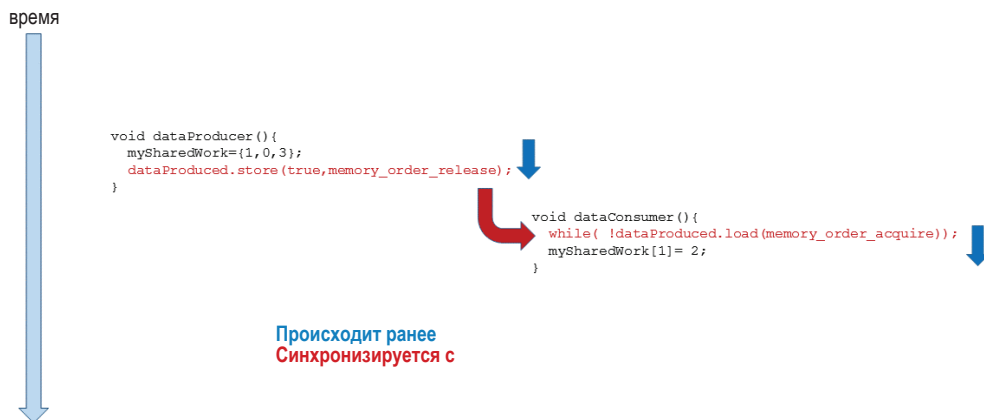 время
void dataProducer(){
mySharedWork={1,0,3};
dataProduced.store(true,memory_order_release);
}
void dataConsumer(){
while( !dataProduced.load(memory_order_acquire));
mySharedWork[1]= 2;
}
Происходит ранее
Синхронизируется с